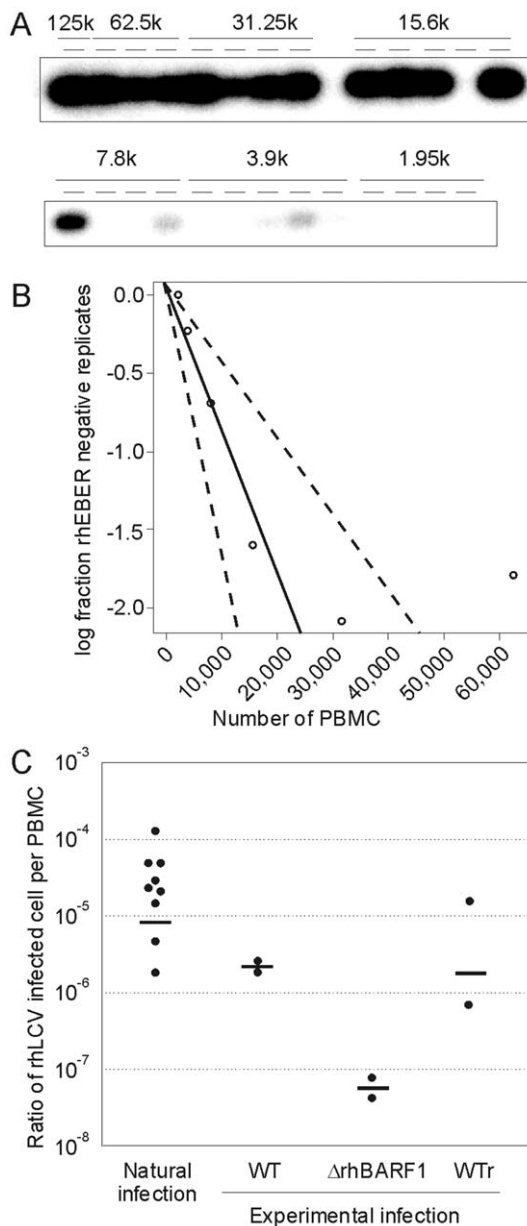 A
125k 62.5k 31.25k 15.6k
7.8k 3.9k 1.95k
B
log fraction rhEBER negative replicates
0.0
-0.5
-1.0
-1.5
-2.0
0 10,000 20,000 30,000 40,000 50,000 60,000
Number of PBMC
C
Ratio of rhLCV infected cell per PBMC
10-3
10-4
10-5
10-6
10-7
10-8
Natural infection WT ΔrhBARF1 WTr
Experimental infection